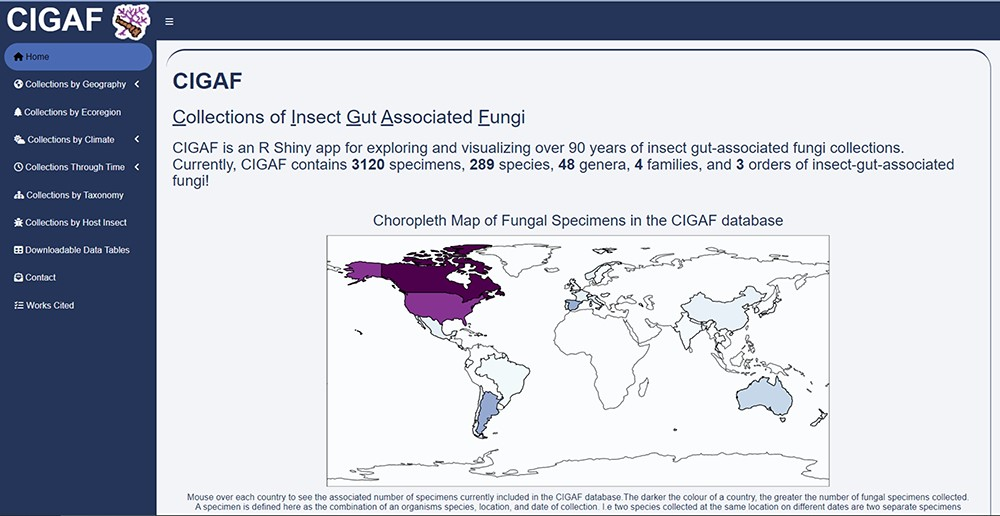 CIGAF
Home
Collections by Geography
Collections by Ecoregion
Collections by Climate
Collections Through Time
Collections by Taxonomy
Collections by Host Insect
Downloadable Data Tables
Contact
Works Cited
CIGAF
Collections of Insect Gut Associated Fungi
CIGAF is an R Shiny app for exploring and visualizing over 90 years of insect gut-associated fungi collections.
Currently, CIGAF contains 3120 specimens, 289 species, 48 genera, 4 families, and 3 orders of insect-gut-associated
fungi!
Choropleth Map of Fungal Specimens in the CIGAF database
Mouse over each country to see the associated number of specimens currently included in the CIGAF database.The darker the colour of a country, the greater the number of fungal specimens collected.
A specimen is defined here as the combination of an organisms species, location, and date of collection. I.e two species collected at the same location on different dates are two separate specimens